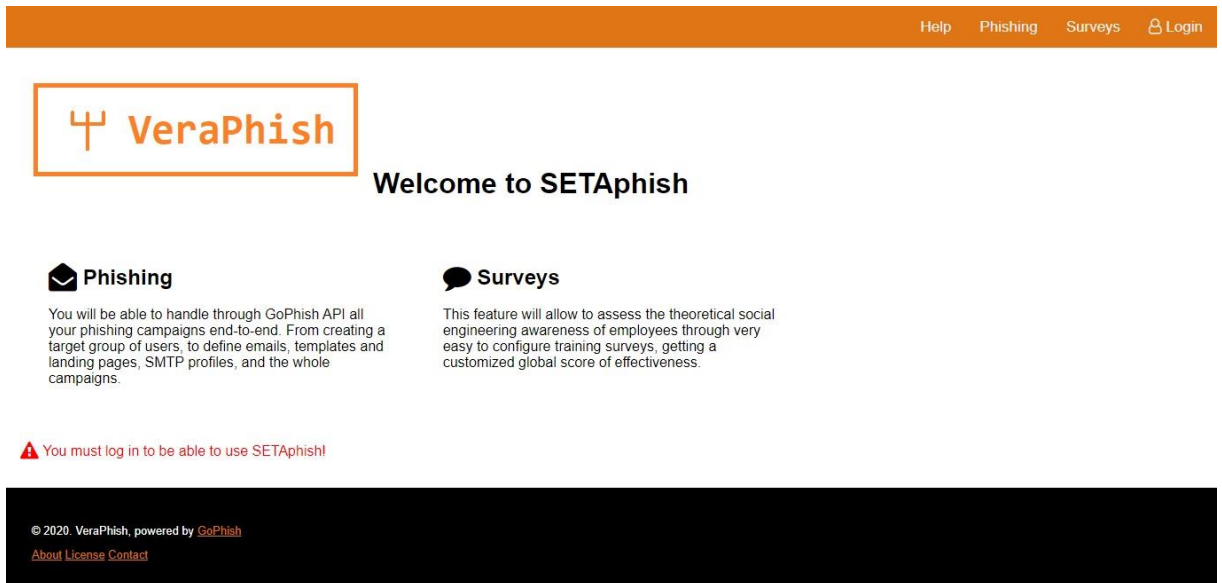 Help Phishing Surveys Login
VeraPhish
Welcome to SETAphish
Phishing
You will be able to handle through GoPhish API all
your phishing campaigns end-to-end. From creating a
target group of users, to define emails, templates and
landing pages, SMTP profiles, and the whole
campaigns.
Surveys
This feature will allow to assess the theoretical social
engineering awareness of employees through very
easy to configure training surveys, getting a
customized global score of effectiveness.
You must log in to be able to use SETAphish!
© 2020. VeraPhish, powered by GoPhish
About License Contact